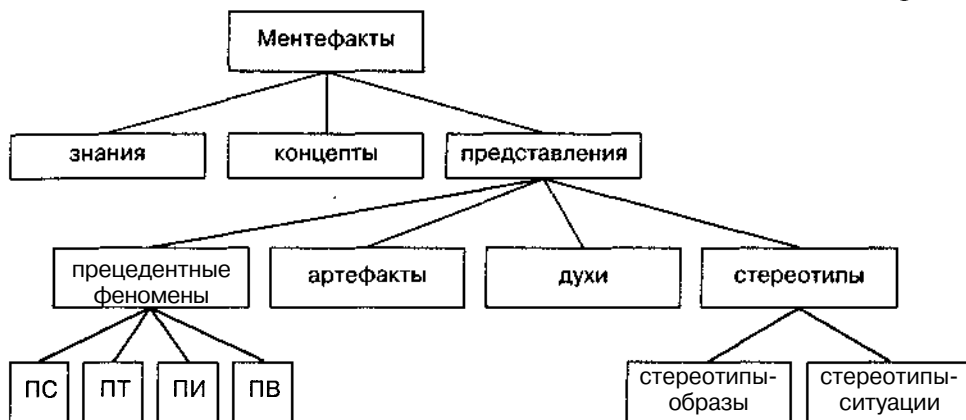 Ментефакты
знания
концепты
представления
прецедентные
феномены
артефакты
духи
стереотипы
ПС
ПТ
ПИ
ПВ
стереотипы-
образы
стереотипы-
ситуации